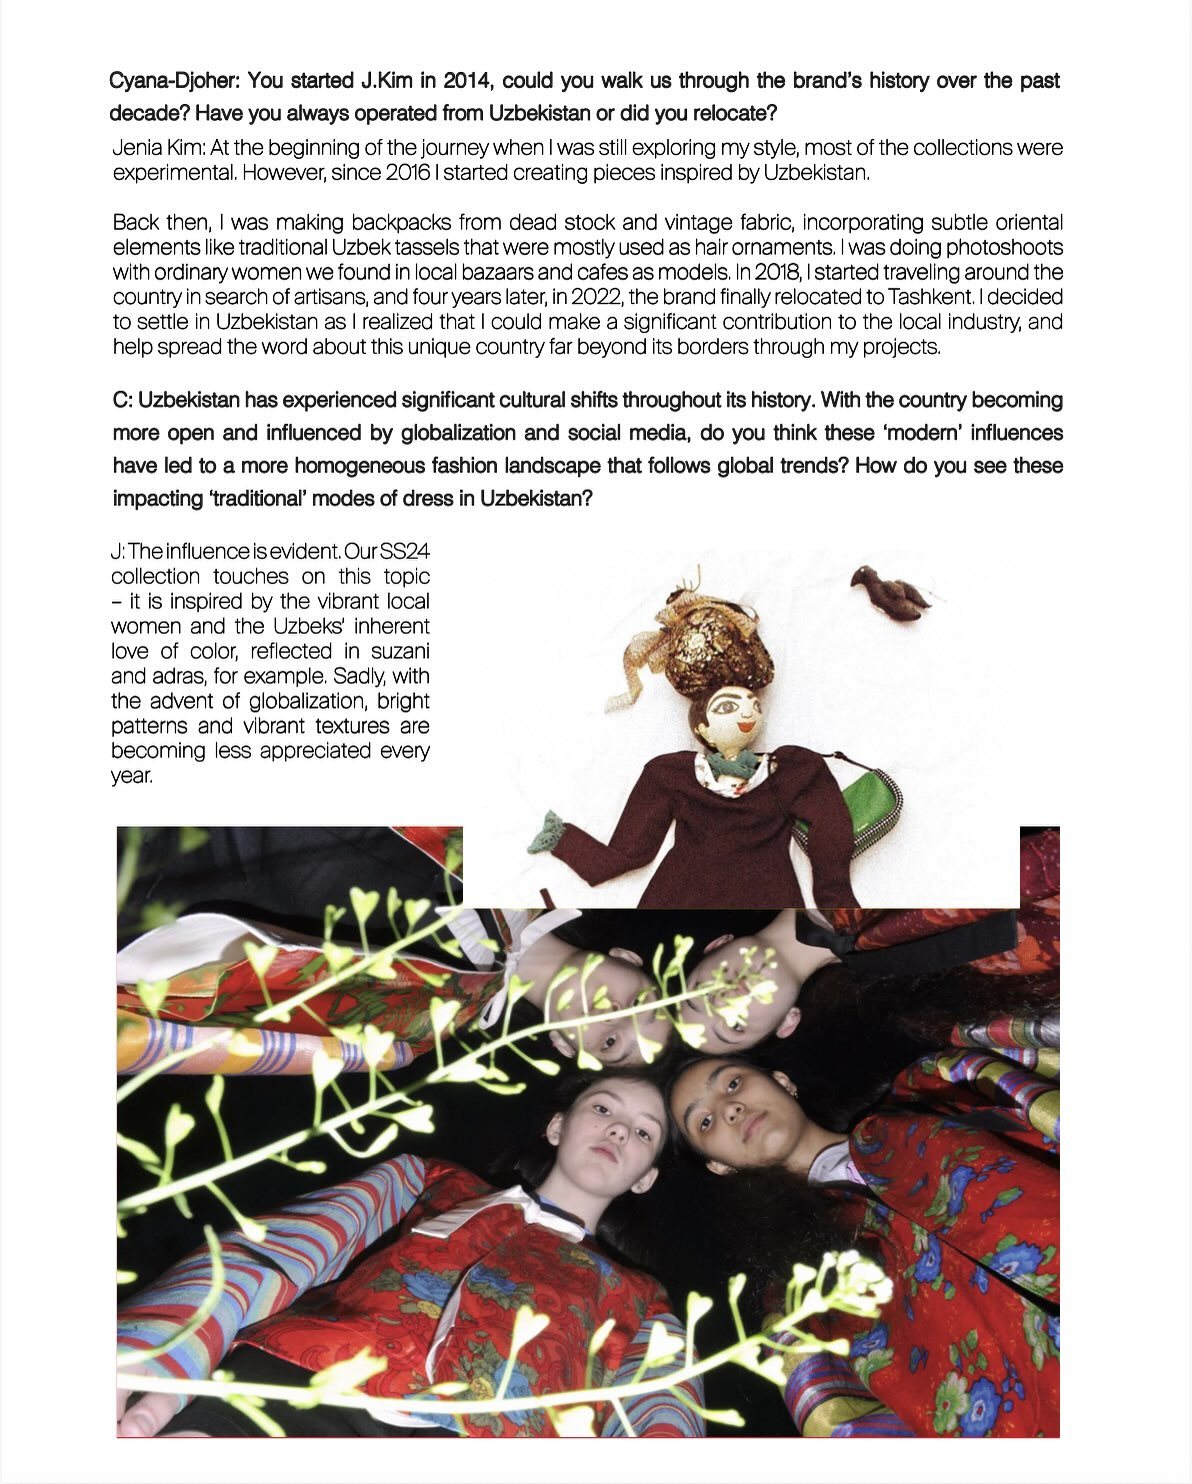 Cyana-Djoher: You started J.Kim in 2014, could you walk us through the brand’s history over the past
decade? Have you always operated from Uzbekistan or did you relocate?
Jenia Kim: At the beginning of the journey when I was still exploring my style, most of the collections were
experimental. However, since 2016 I started creating pieces inspired by Uzbekistan.
Back then, I was making backpacks from dead stock and vintage fabric, incorporating subtle oriental
elements like traditional Uzbek tassels that were mostly used as hair ornaments. I was doing photoshoots
with ordinary women we found in local bazaars and cafes as models. In 2018, I started traveling around the
country in search of artisans, and four years later, in 2022, the brand finally relocated to Tashkent. I decided
to settle in Uzbekistan as I realized that I could make a significant contribution to the local industry, and
help spread the word about this unique country far beyond its borders through my projects.
C: Uzbekistan has experienced significant cultural shifts throughout its history. With the country becoming
more open and influenced by globalization and social media, do you think these ‘modern’ influences
have led to a more homogeneous fashion landscape that follows global trends? How do you see these
impacting ‘traditional’ modes of dress in Uzbekistan?
J: The influence is evident. Our SS24
collection touches on this topic
– it is inspired by the vibrant local
women and the Uzbeks’ inherent
love of color, reflected in suzani
and adras, for example. Sadly, with
the advent of globalization, bright
patterns and vibrant textures are
becoming less appreciated every
year.